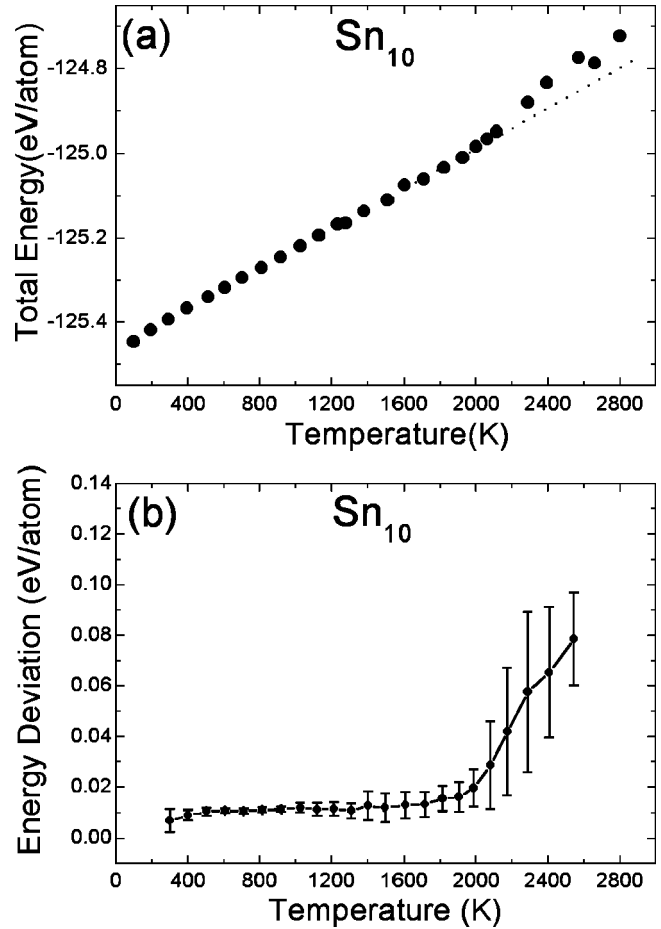 (a) Sn10
-124.8
-125.0
-125.2
-125.4
Total Energy(eV/atom)
0 400 800 1200 1600 2000 2400 2800
Temperature(K)
(b) Sn10
0.14
0.12
0.10
0.08
0.06
0.04
0.02
0.00
Energy Deviation (eV/atom)
0 400 800 1200 1600 2000 2400 2800
Temperature (K)